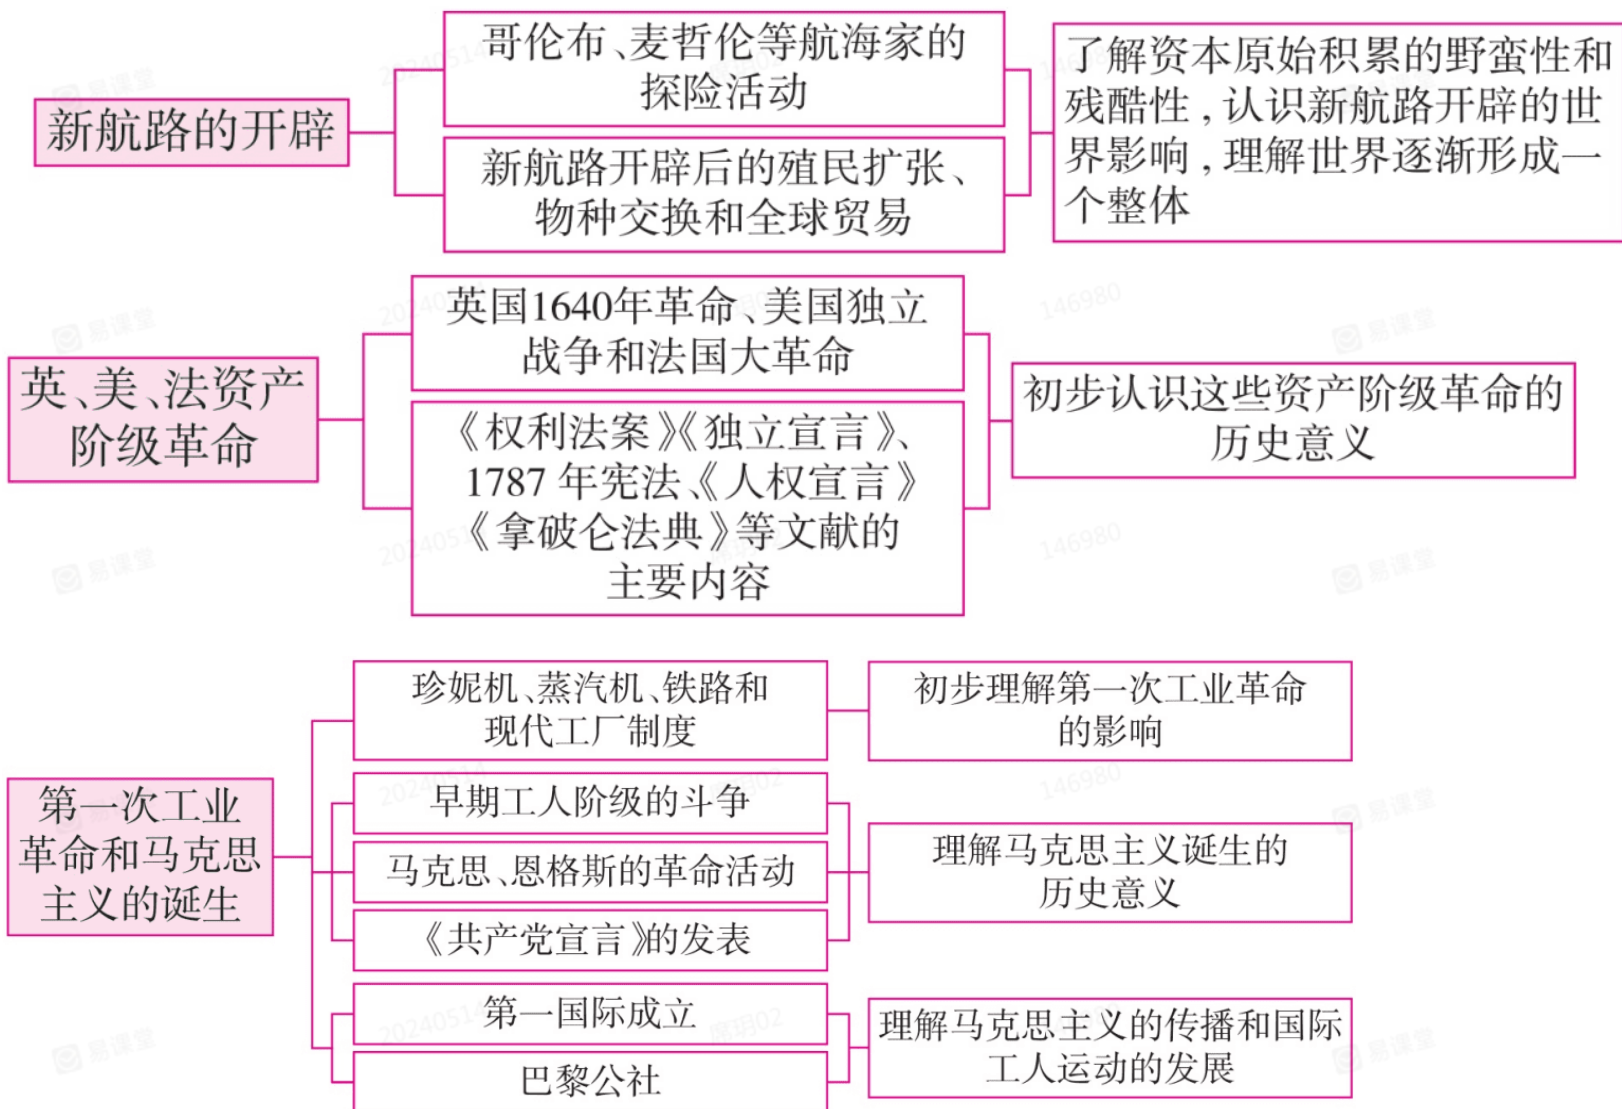 新航路的开辟
哥伦布、麦哲伦等航海家的
探险活动
新航路开辟后的殖民扩张、
物种交换和全球贸易
了解资本原始积累的野蛮性和
残酷性，认识新航路开辟的世
界影响，理解世界逐渐形成一
个整体
英、美、法资产
阶级革命
英国1640年革命、美国独立
战争和法国大革命
《权利法案》《独立宣言》、
1787 年宪法、《人权宣言》
《拿破仑法典》等文献的
主要内容
初步认识这些资产阶级革命的
历史意义
第一次工业
革命和马克思
主义的诞生
珍妮机、蒸汽机、铁路和
现代工厂制度
初步理解第一次工业革命
的影响
早期工人阶级的斗争
马克思、恩格斯的革命活动
《共产党宣言》的发表
理解马克思主义诞生的
历史意义
第一国际成立
巴黎公社
理解马克思主义的传播和国际
工人运动的发展
易课堂
20240514
席玥02
146980